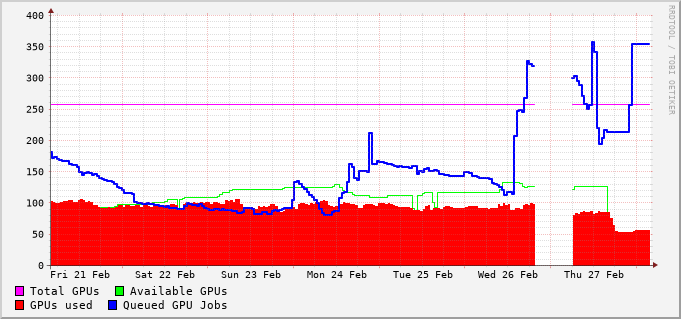 400
350
300
250
200
150
100
50
0
Fri 21 Feb Sat 22 Feb Sun 23 Feb Mon 24 Feb Tue 25 Feb Wed 26 Feb Thu 27 Feb
Total GPUs Available GPUs
GPUs used Queued GPU Jobs
RRDTOOL / TOBI OETIKER